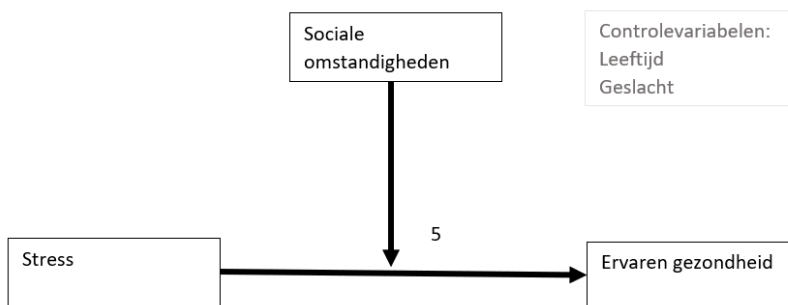 Sociale
omstandigheden
Controlevariabelen:
Leeftijd
Geslacht
5
Stress
Ervaren gezondheid